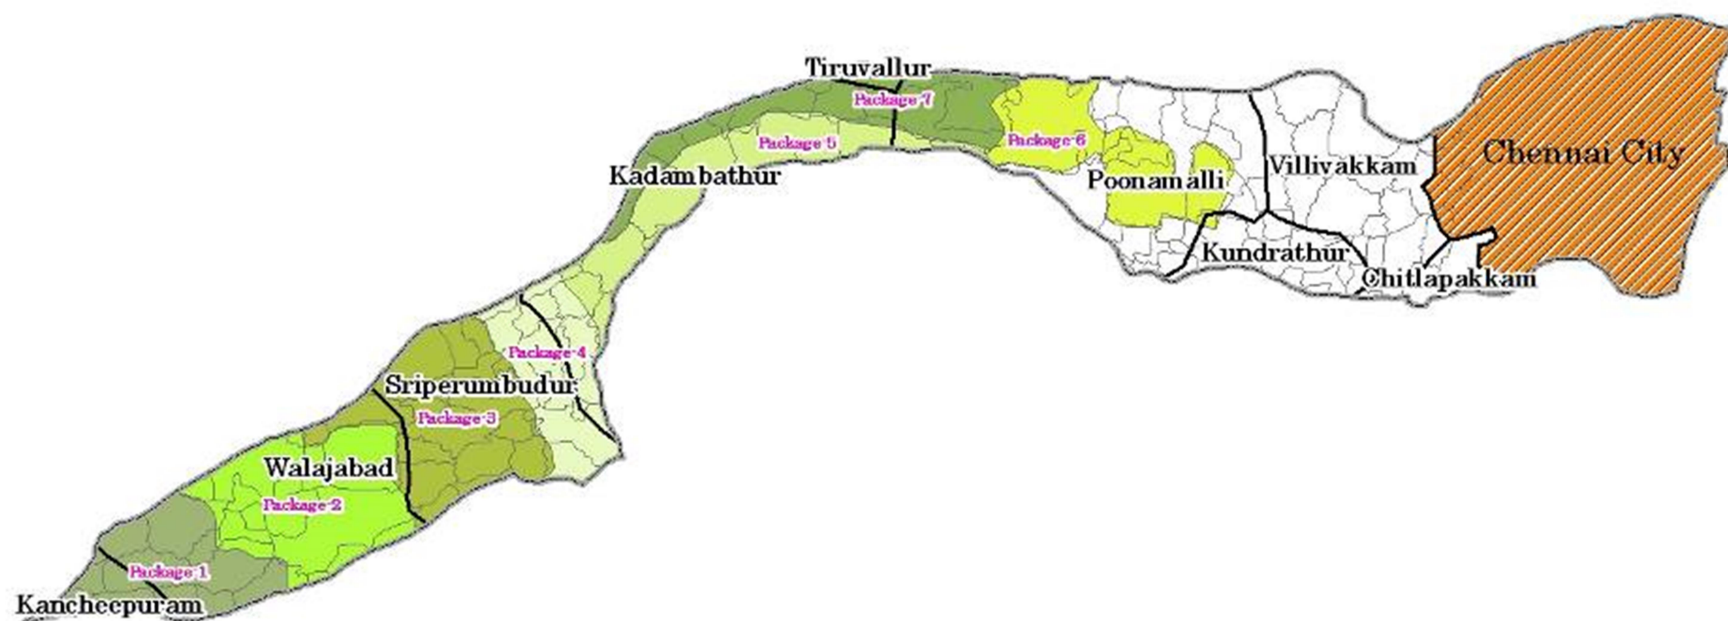 Tiruvallur
Package-7
Package-5
Package-6
Kadambathur
Poonamalli
Villivakkam
Chennai City
Kundrathur
Chitlapakkam
Package-4
Sriperumbudur
Package-3
Walajabad
Package-2
Package-1
Kancheepuram